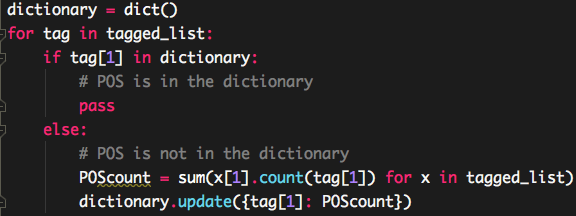 dictionary = dict()
for tag in tagged_list:
    if tag[1] in dictionary:
        # POS is in the dictionary
        pass
    else:
        # POS is not in the dictionary
        POScount = sum(x[1].count(tag[1]) for x in tagged_list)
        dictionary.update({tag[1]: POScount})